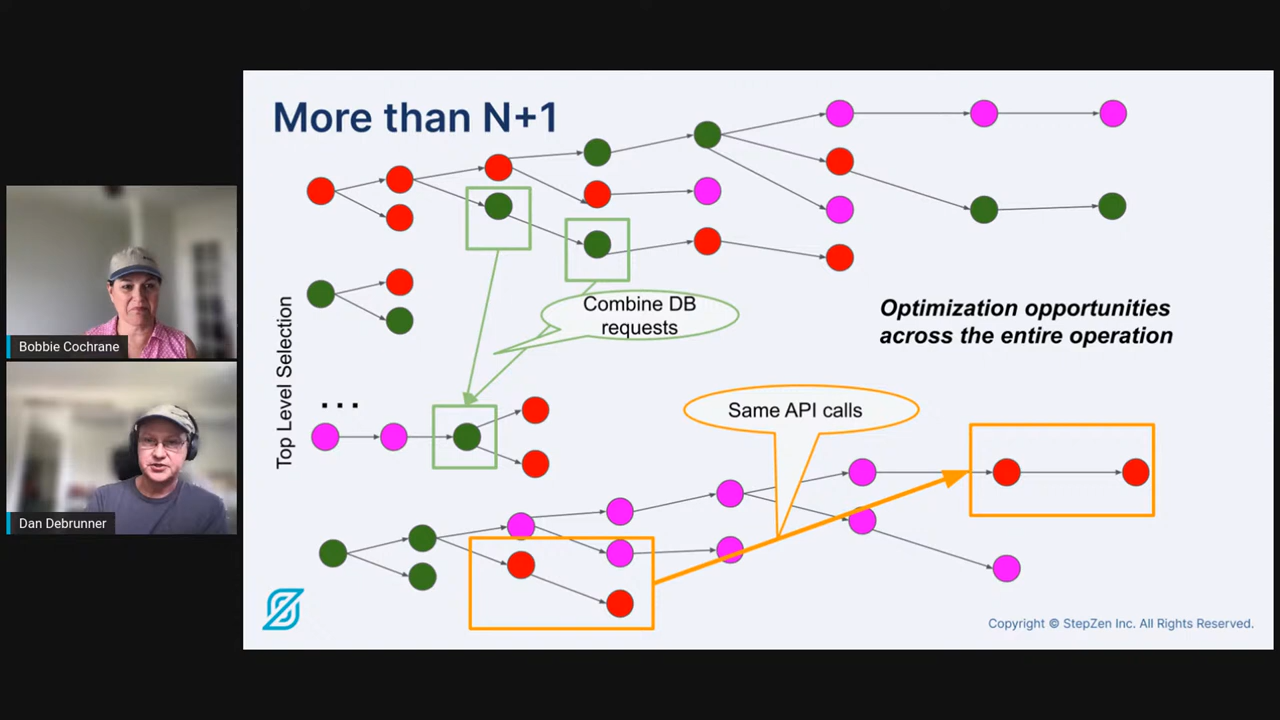 More than N+1
Combine DB
requests
Optimization opportunities
across the entire operation
Top Level Selection
...
Same API calls
Bobbie Cochrane
Dan Debrunner
Copyright © StepZen Inc. All Rights Reserved.